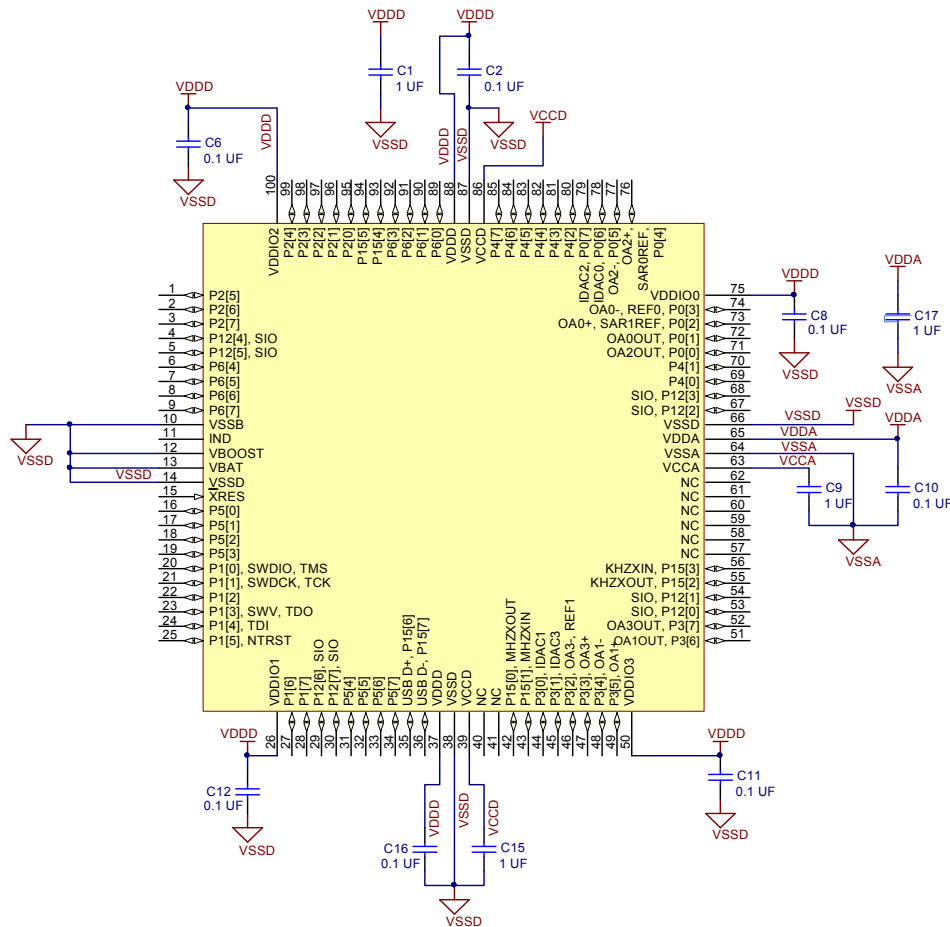 VDDD
C1
1 UF
VSSD
VDDD
C2
0.1 UF
VSSD
VDDD
VSSD
VCCD
VDDD
C6
0.1 UF
VSSD
VDDD
100
99
98
97
96
95
94
93
92
91
90
89
88
87
86
85
84
83
82
81
80
79
78
77
76
VDDIO2
P2[4]
P2[3]
P2[2]
P2[1]
P2[0]
P15[5]
P15[4]
P6[3]
P6[2]
P6[1]
P6[0]
VDDD
VSSD
VCCD
P4[7]
P4[6]
P4[5]
P4[4]
P4[3]
P4[2]
IDAC2, P0[7]
IDAC0, P0[6]
OA2-, P0[5]
OA2+,
SAR0REF,
P0[4]
1 P2[5]
2 P2[6]
3 P2[7]
4 P12[4], SIO
5 P12[5], SIO
6 P6[4]
7 P6[5]
8 P6[6]
9 P6[7]
10 VSSB
11 IND
12 VBOOST
13 VBAT
14 VSSD
15 XRES
16 P5[0]
17 P5[1]
18 P5[2]
19 P5[3]
20 P1[0], SWDIO, TMS
21 P1[1], SWDCK, TCK
22 P1[2]
23 P1[3], SWV, TDO
24 P1[4], TDI
25 P1[5], NTRST
VSSD
VSSD
VDDIO0 75
OA0-, REF0, P0[3] 74
OA0+, SAR1REF, P0[2] 73
OA0OUT, P0[1] 72
OA2OUT, P0[0] 71
P4[1] 70
P4[0] 69
SIO, P12[3] 68
SIO, P12[2] 67
VSSD 66
VDDA 65
VSSA 64
VCCA 63
NC 62
NC 61
NC 60
NC 59
NC 58
NC 57
KHZXIN, P15[3] 56
KHZXOUT, P15[2] 55
SIO, P12[1] 54
SIO, P12[0] 53
OA3OUT, P3[7] 52
OA1OUT, P3[6] 51
VDDD
C8
0.1 UF
VSSD
VDDA
C17
1 UF
VSSA
VSSD
VSSD
VDDA
VDDA
VSSA
VCCA
C9
1 UF
C10
0.1 UF
VSSA
VDDIO1
P1[6]
P1[7]
P12[6], SIO
P12[7], SIO
P5[4]
P5[5]
P5[6]
P5[7]
USB D+, P15[6]
USB D-, P15[7]
VDDD
VSSD
VCCD
NC
NC
P15[0], MHZXOUT
P15[1], MHZXIN
P3[0], IDAC1
P3[1], IDAC3
P3[2], OA3-, REF1
P3[3], OA3+
P3[4], OA1-
P3[5], OA1+
VDDIO3
26
27
28
29
30
31
32
33
34
35
36
37
38
39
40
41
42
43
44
45
46
47
48
49
50
VDDD
C12
0.1 UF
VSSD
VDDD
VSSD
VCCD
C16
0.1 UF
C15
1 UF
VSSD
VDDD
C11
0.1 UF
VSSD